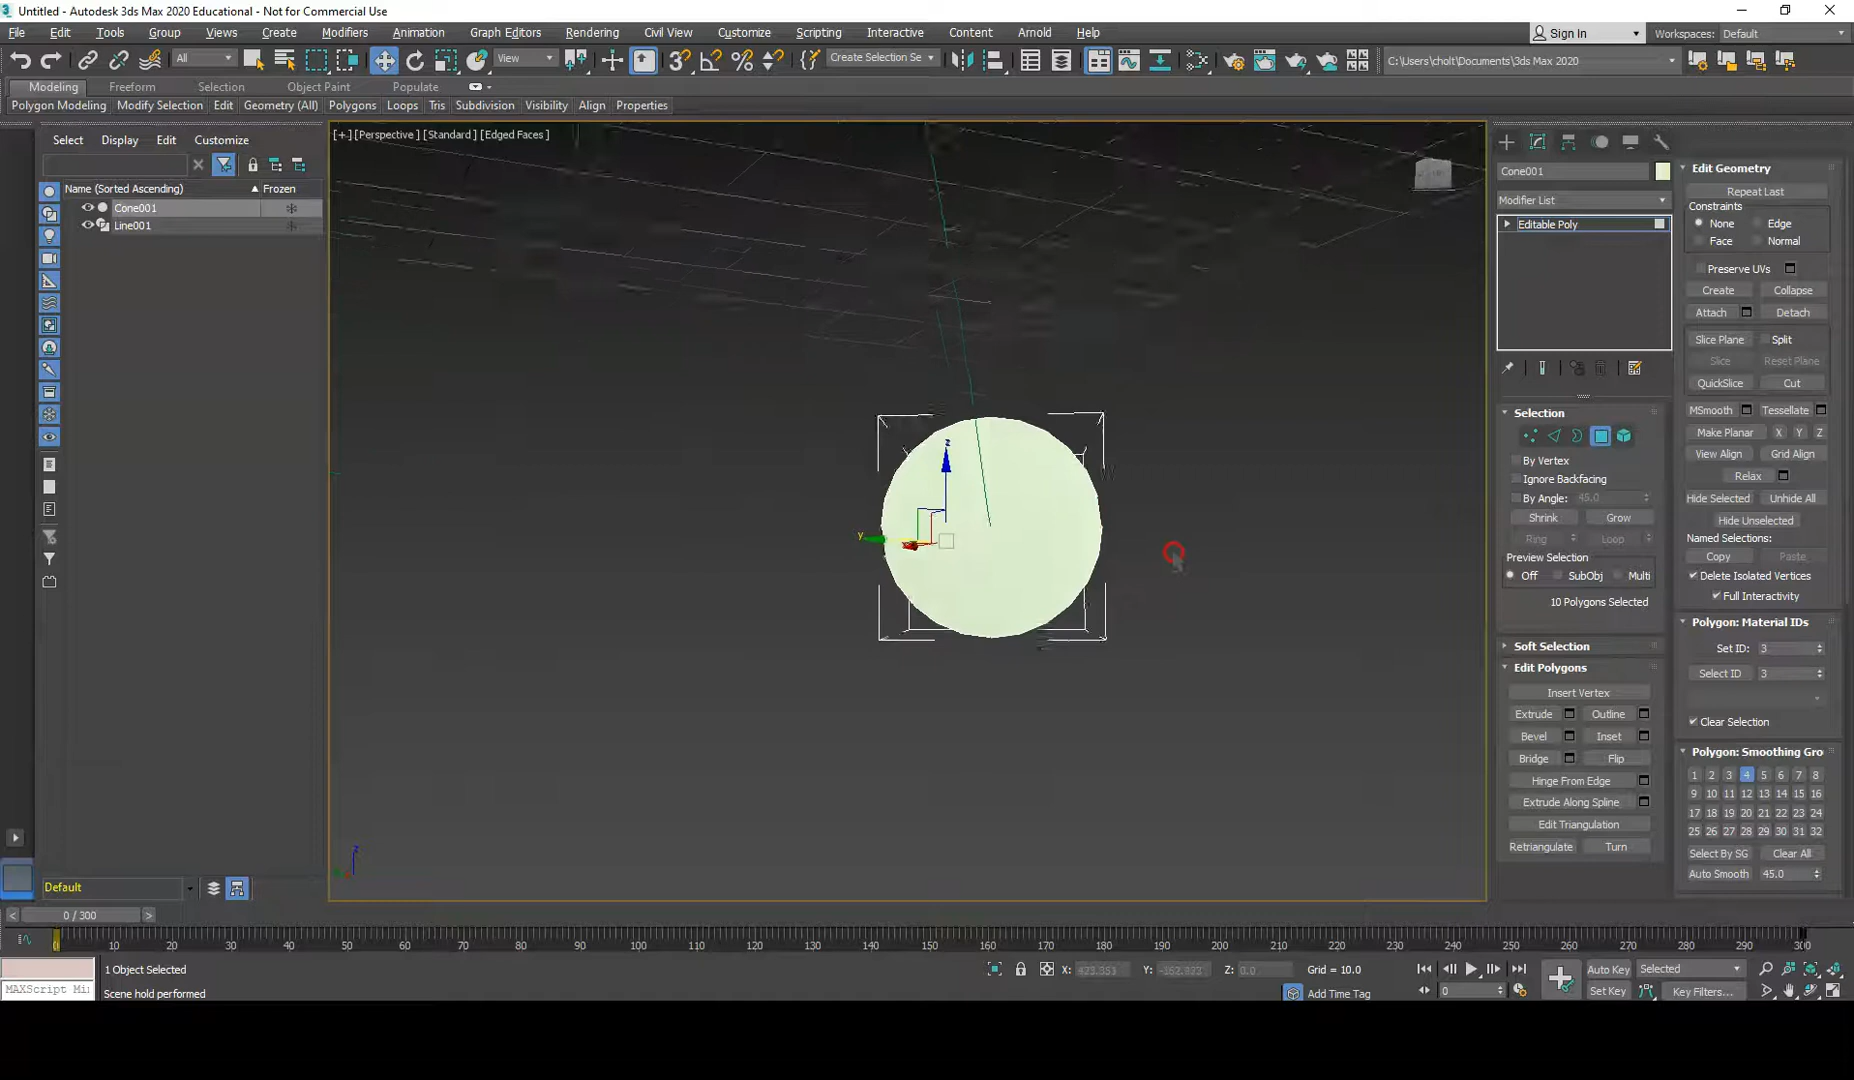 Untitled - Autodesk 3ds Max 2020 Educational - Not for Commercial Use
File Edit Tools Group Views Create Modifiers Animation Graph Editors Rendering Civil View Customize Scripting Interactive Content Arnold Help Sign In Workspaces: Default
All View Create Selection Se C:\Users\cholt\Documents\3ds Max 2020
Modeling Freeform Selection Object Paint Populate
Polygon Modeling Modify Selection Edit Geometry (All) Polygons Loops Tris Subdivision Visibility Align Properties
Select Display Edit Customize
Name (Sorted Ascending) Frozen
Cone001
Line001
[+] [Perspective] [Standard] [Edged Faces]
z
y
z
Cone001
Modifier List
Editable Poly
Selection
By Vertex
Ignore Backfacing
By Angle: 45.0
Shrink Grow
Ring Loop
Preview Selection
Off SubObj Multi
10 Polygons Selected
Soft Selection
Edit Polygons
Insert Vertex
Extrude Outline
Bevel Inset
Bridge Flip
Hinge From Edge
Extrude Along Spline
Edit Triangulation
Retriangulate Turn
Edit Geometry
Repeat Last
Constraints
None Edge
Face Normal
Preserve UVs
Create Collapse
Attach Detach
Slice Plane Split
Slice Reset Plane
QuickSlice Cut
MSmooth Tessellate
Make Planar X Y Z
View Align Grid Align
Relax
Hide Selected Unhide All
Hide Unselected
Named Selections:
Copy Paste
Delete Isolated Vertices
Full Interactivity
Polygon: Material IDs
Set ID: 3
Select ID 3
Clear Selection
Polygon: Smoothing Gro
1 2 3 4 5 6 7 8
9 10 11 12 13 14 15 16
17 18 19 20 21 22 23 24
25 26 27 28 29 30 31 32
Select By SG Clear All
Auto Smooth 45.0
Default
< 0 / 300 >
0 10 20 30 40 50 60 70 80 90 100 110 120 130 140 150 160 170 180 190 200 210 220 230 240 250 260 270 280 290 300
1 Object Selected X: 423.351 Y: -162.923 Z: 0.0 Grid = 10.0 Auto Key Selected
MAXScript Mi Scene hold performed Add Time Tag 0 Set Key Key Filters...